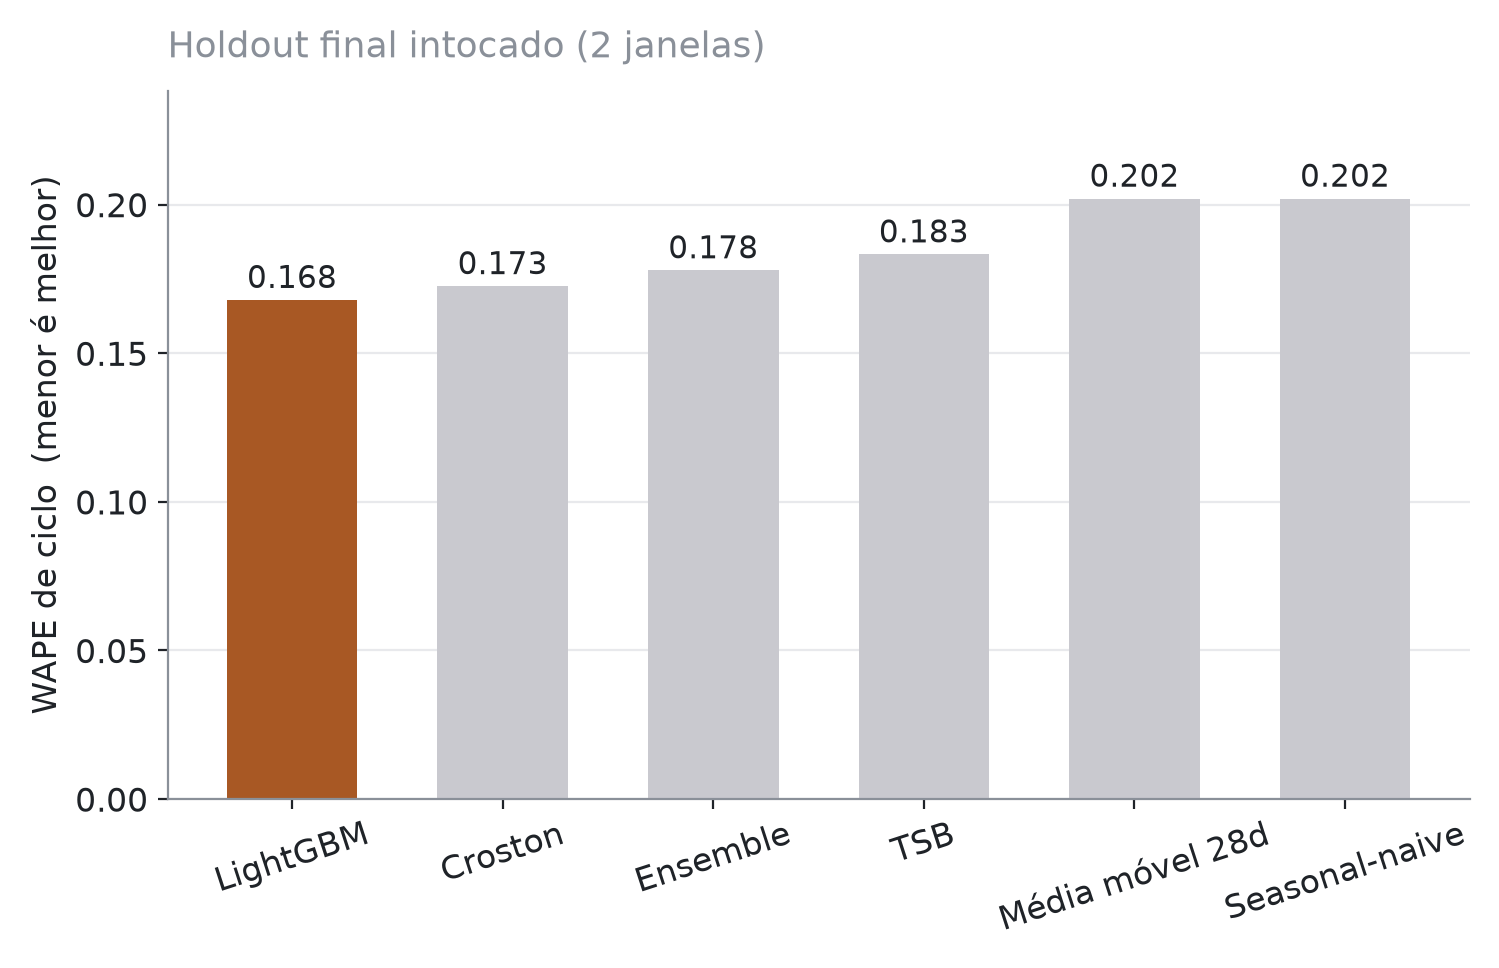 Holdout final intocado (2 janelas)
WAPE de ciclo (menor é melhor)
0.20
0.15
0.10
0.05
0.00
0.168
0.173
0.178
0.183
0.202
0.202
LightGBM
Croston
Ensemble
TSB
Média móvel 28d
Seasonal-naive